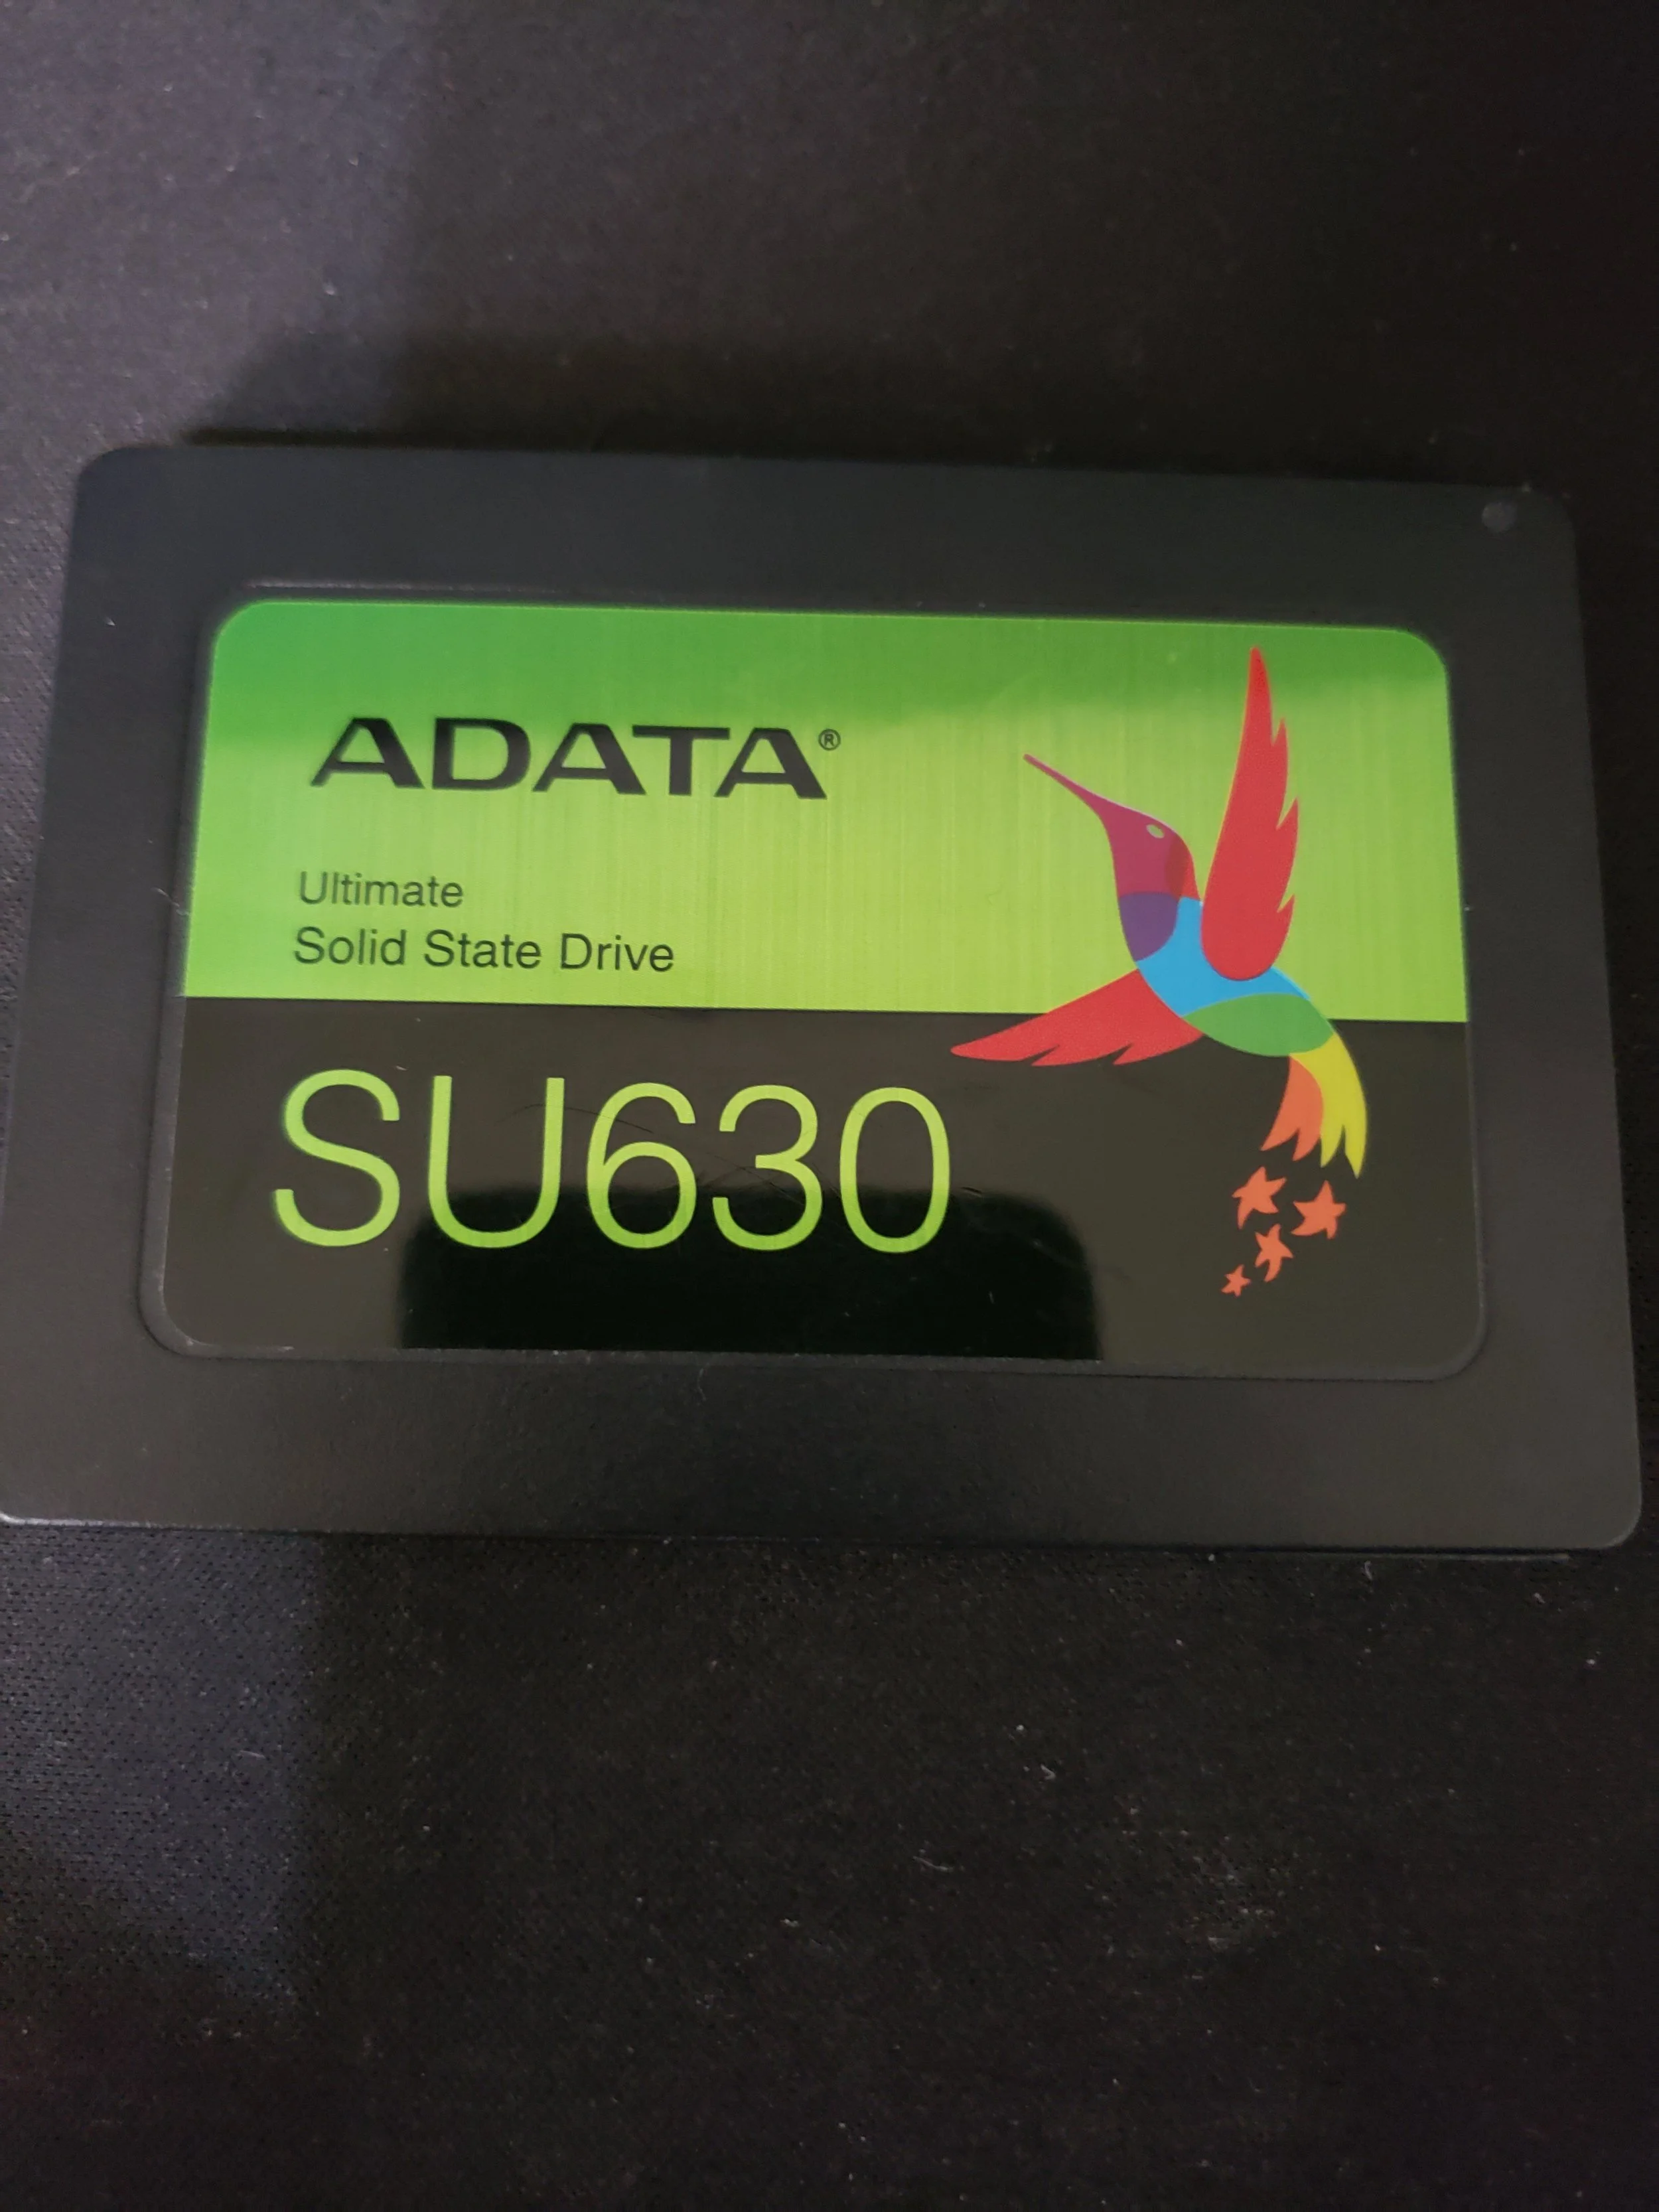 ADATA®
Ultimate
Solid State Drive
SU630